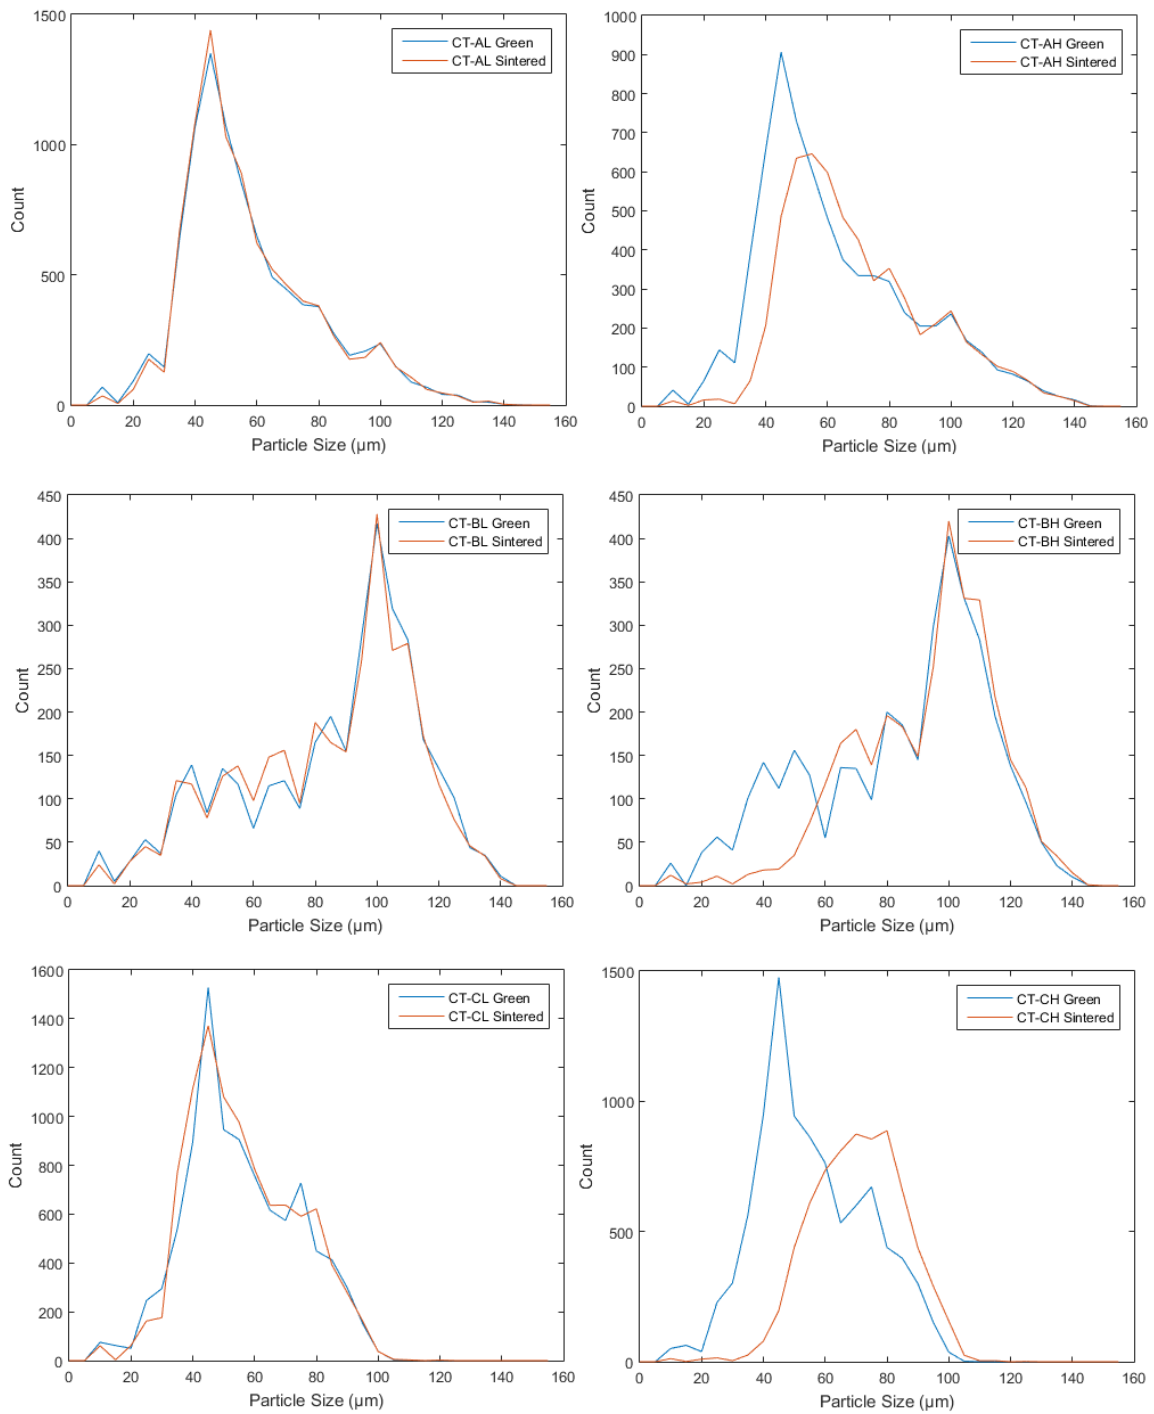 1500
1000
500
0
0 20 40 60 80 100 120 140 160
Count
Particle Size (µm)
CT-AL Green
CT-AL Sintered
1000
900
800
700
600
500
400
300
200
100
0
0 20 40 60 80 100 120 140 160
Count
Particle Size (µm)
CT-AH Green
CT-AH Sintered
450
400
350
300
250
200
150
100
50
0
0 20 40 60 80 100 120 140 160
Count
Particle Size (µm)
CT-BL Green
CT-BL Sintered
450
400
350
300
250
200
150
100
50
0
0 20 40 60 80 100 120 140 160
Count
Particle Size (µm)
CT-BH Green
CT-BH Sintered
1600
1400
1200
1000
800
600
400
200
0
0 20 40 60 80 100 120 140 160
Count
Particle Size (µm)
CT-CL Green
CT-CL Sintered
1500
1000
500
0
0 20 40 60 80 100 120 140 160
Count
Particle Size (µm)
CT-CH Green
CT-CH Sintered